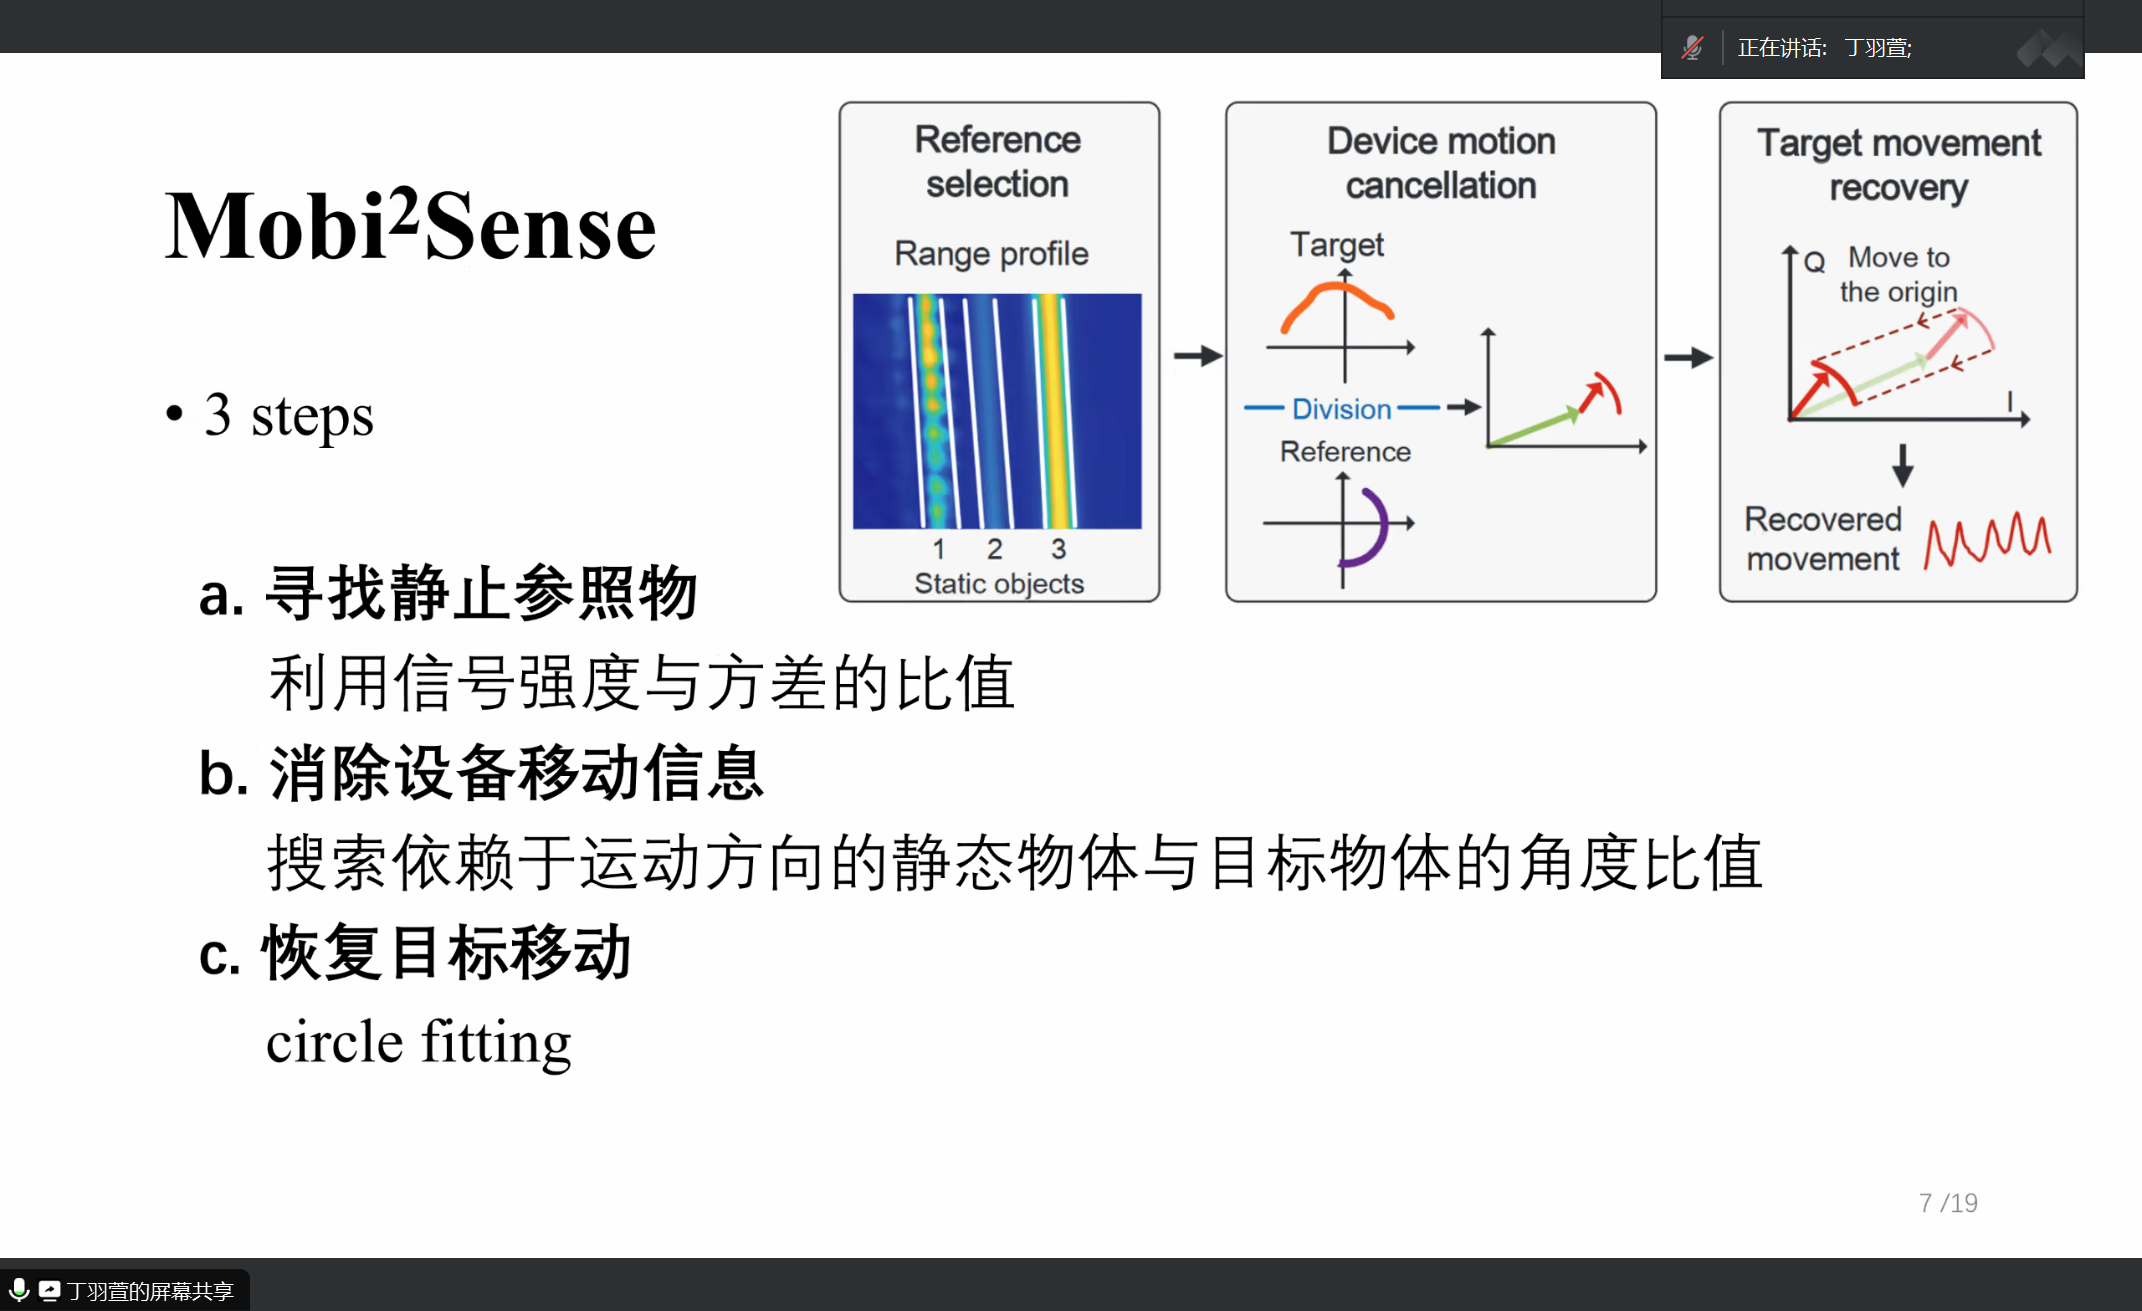 正在讲话: 丁羽萱;
Mobi²Sense
• 3 steps
a. 寻找静止参照物
利用信号强度与方差的比值
b. 消除设备移动信息
搜索依赖于运动方向的静态物体与目标物体的角度比值
c. 恢复目标移动
circle fitting
Reference
selection
Range profile
1 2 3
Static objects
Device motion
cancellation
Target
Division
Reference
Target movement
recovery
Q
Move to
the origin
I
Recovered
movement
7 /19
丁羽萱的屏幕共享